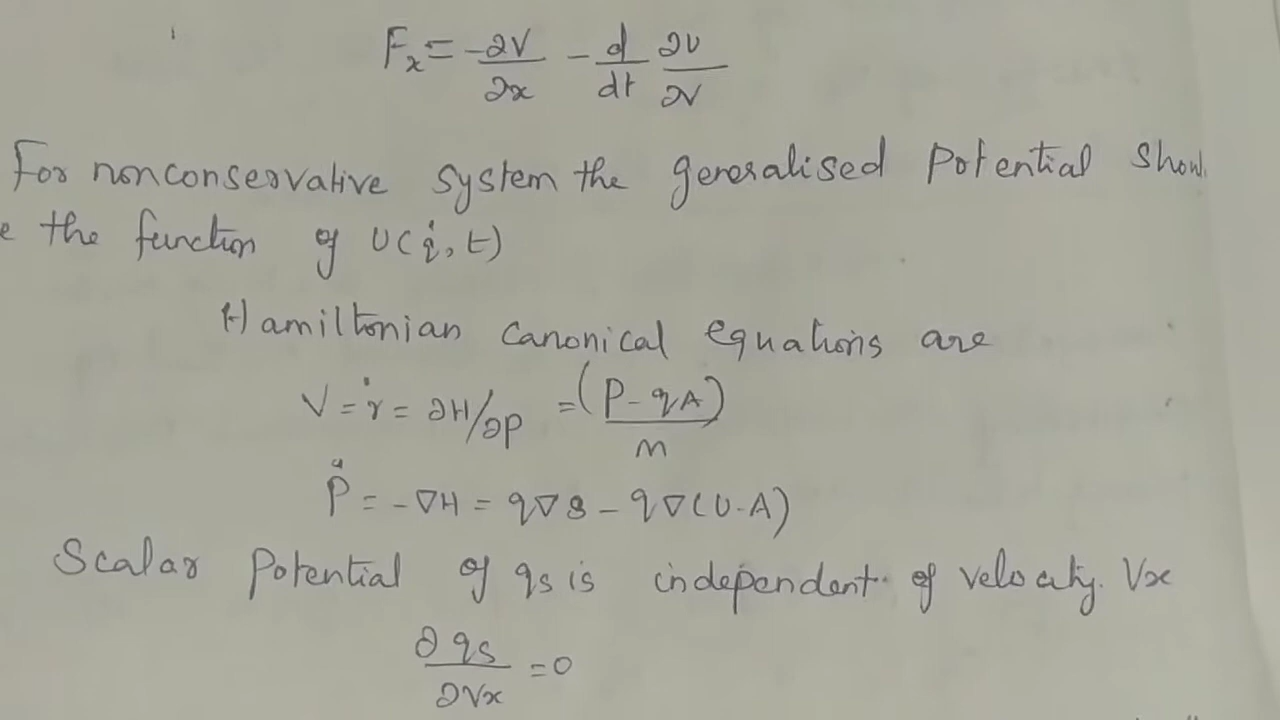 Fx = -∂V/∂x - d/dt ∂U/∂V
For nonconservative system the generalised Potential Shoul
e the function of U(q̇, t)
Hamiltonian canonical equations are
V = ṙ = ∂H/∂P = (P - qA)/m
Ṗ = -∇H = q∇s - q∇(U.A)
Scalar Potential of qs is independent of velocity. Vx
∂qs/∂Vx = 0